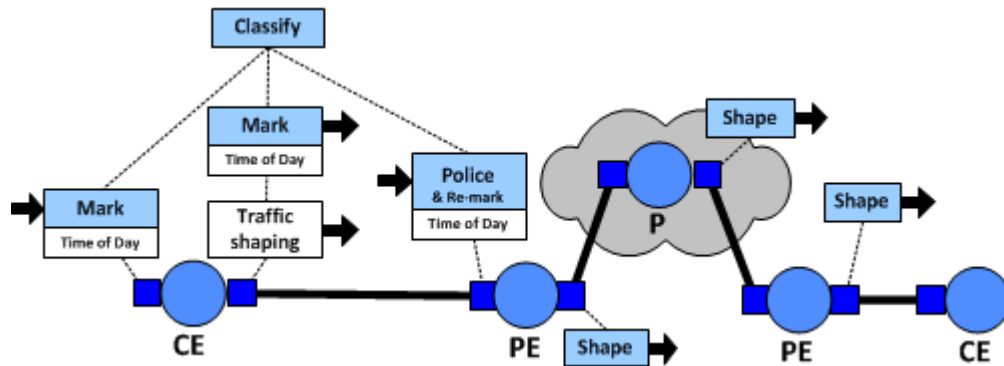 Classify
Mark
Time of Day
Shape
Police
& Re-mark
Time of Day
Mark
Time of Day
Traffic
shaping
Shape
P
CE
PE
Shape
PE
CE